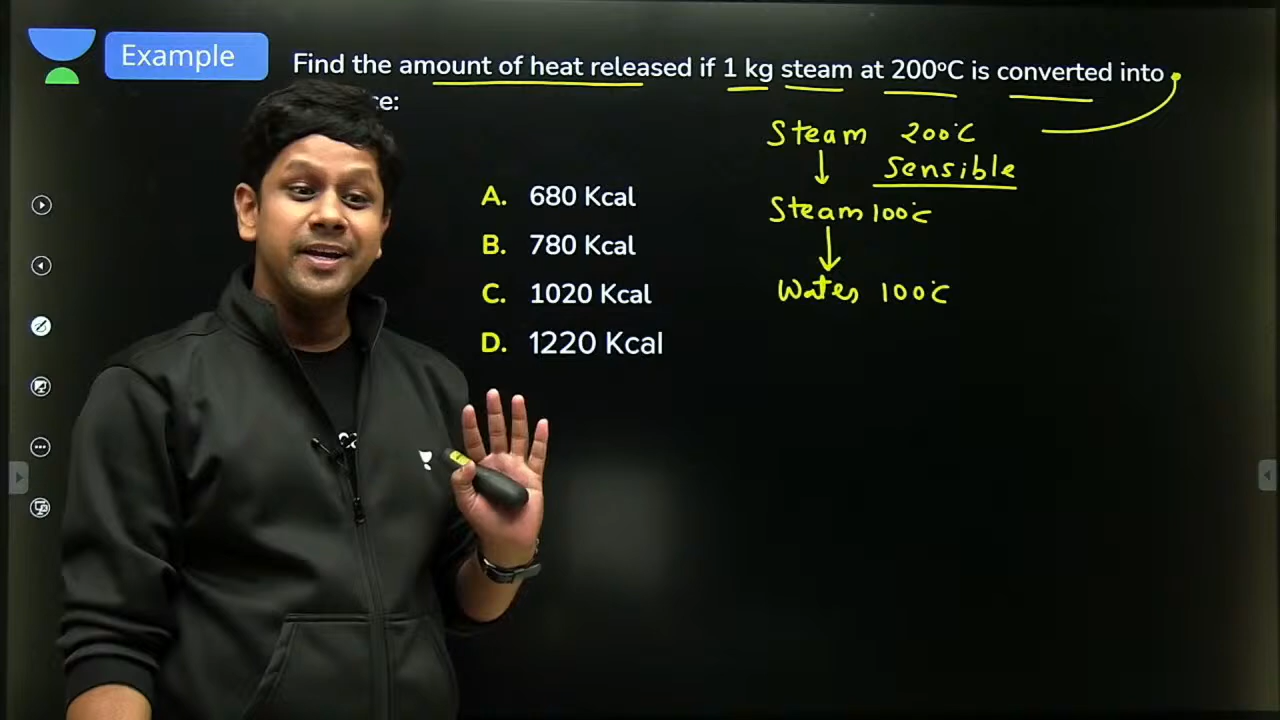 Example
Find the amount of heat released if 1 kg steam at 200°C is converted into
ce:
A. 680 Kcal
B. 780 Kcal
C. 1020 Kcal
D. 1220 Kcal
Steam 200°C
Sensible
Steam 100°C
Water 100°C